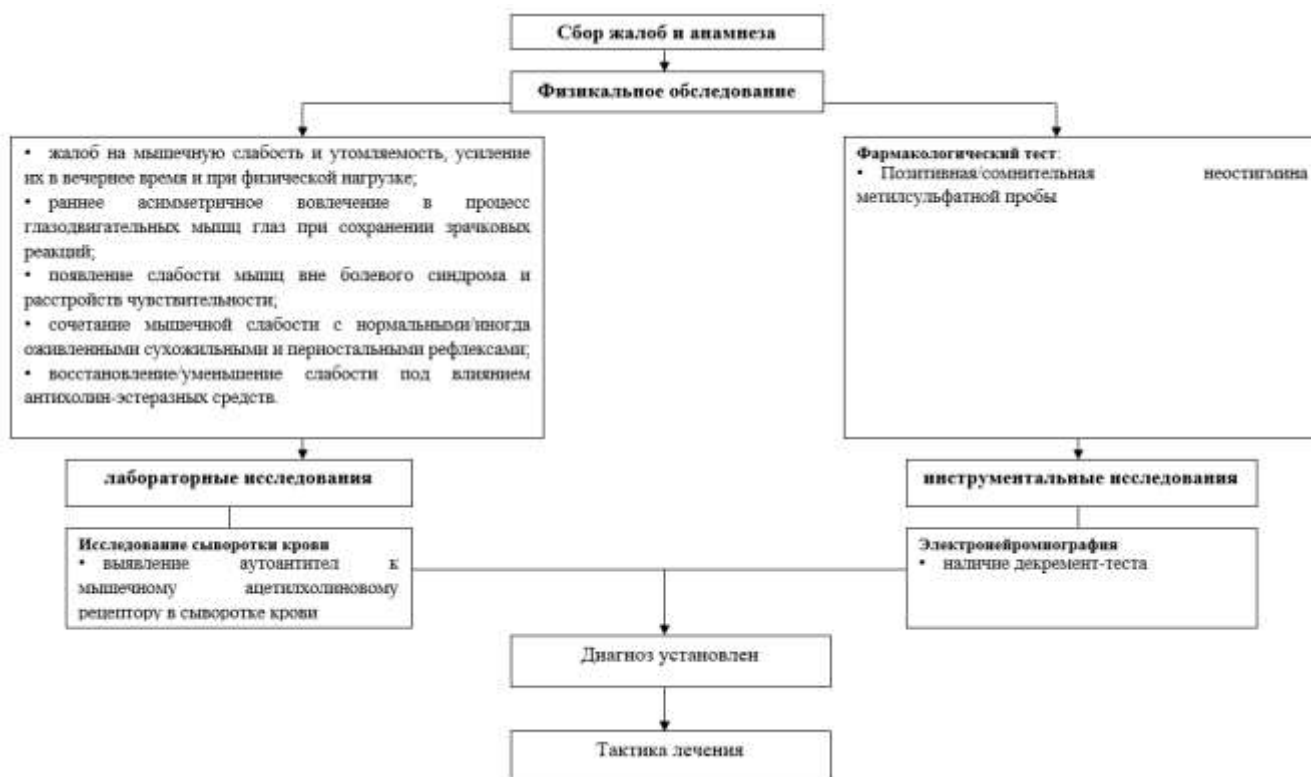 Сбор жалоб и анамнеза
Физикальное обследование
• жалоб на мышечную слабость и утомляемость, усиление
их в вечернее время и при физической нагрузке;
• раннее асимметричное вовлечение в процесс
глазодвигательных мышц глаз при сохранении зрачковых
реакций;
• появление слабости мышц вне болевого синдрома и
расстройств чувствительности;
• сочетание мышечной слабости с нормальными/иногда
оживленными сухожильными и периостальными рефлексами;
• восстановление/уменьшение слабости под влиянием
антихолин-эстеразных средств.
Фармакологический тест:
• Позитивная/сомнительная неостигмина
метилсульфатной пробы
лабораторные исследования
инструментальные исследования
Исследование сыворотки крови
• выявление аутоантител к
мышечному ацетилхолиновому
рецептору в сыворотке крови
Электронейромиография
• наличие декремент-теста
Диагноз установлен
Тактика лечения